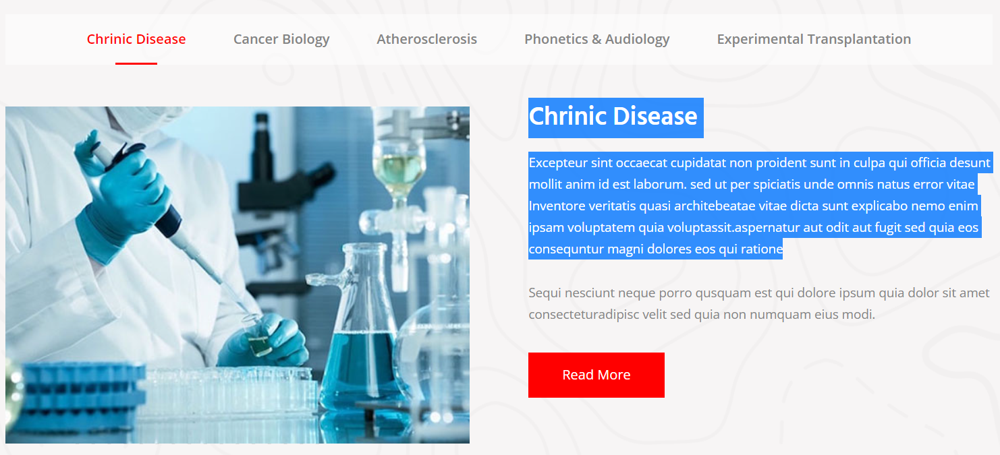 Chrinic Disease Cancer Biology Atherosclerosis Phonetics & Audiology Experimental Transplantation
Chrinic Disease
Excepteur sint occaecat cupidatat non proident sunt in culpa qui officia desunt
mollit anim id est laborum. sed ut per spiciatis unde omnis natus error vitae
Inventore veritatis quasi architebeatae vitae dicta sunt explicabo nemo enim
ipsam voluptatem quia voluptassit.aspernatur aut odit aut fugit sed quia eos
consequntur magni dolores eos qui ratione
Sequi nesciunt neque porro qusquam est qui dolore ipsum quia dolor sit amet
consecteturadipisc velit sed quia non numquam eius modi.
Read More